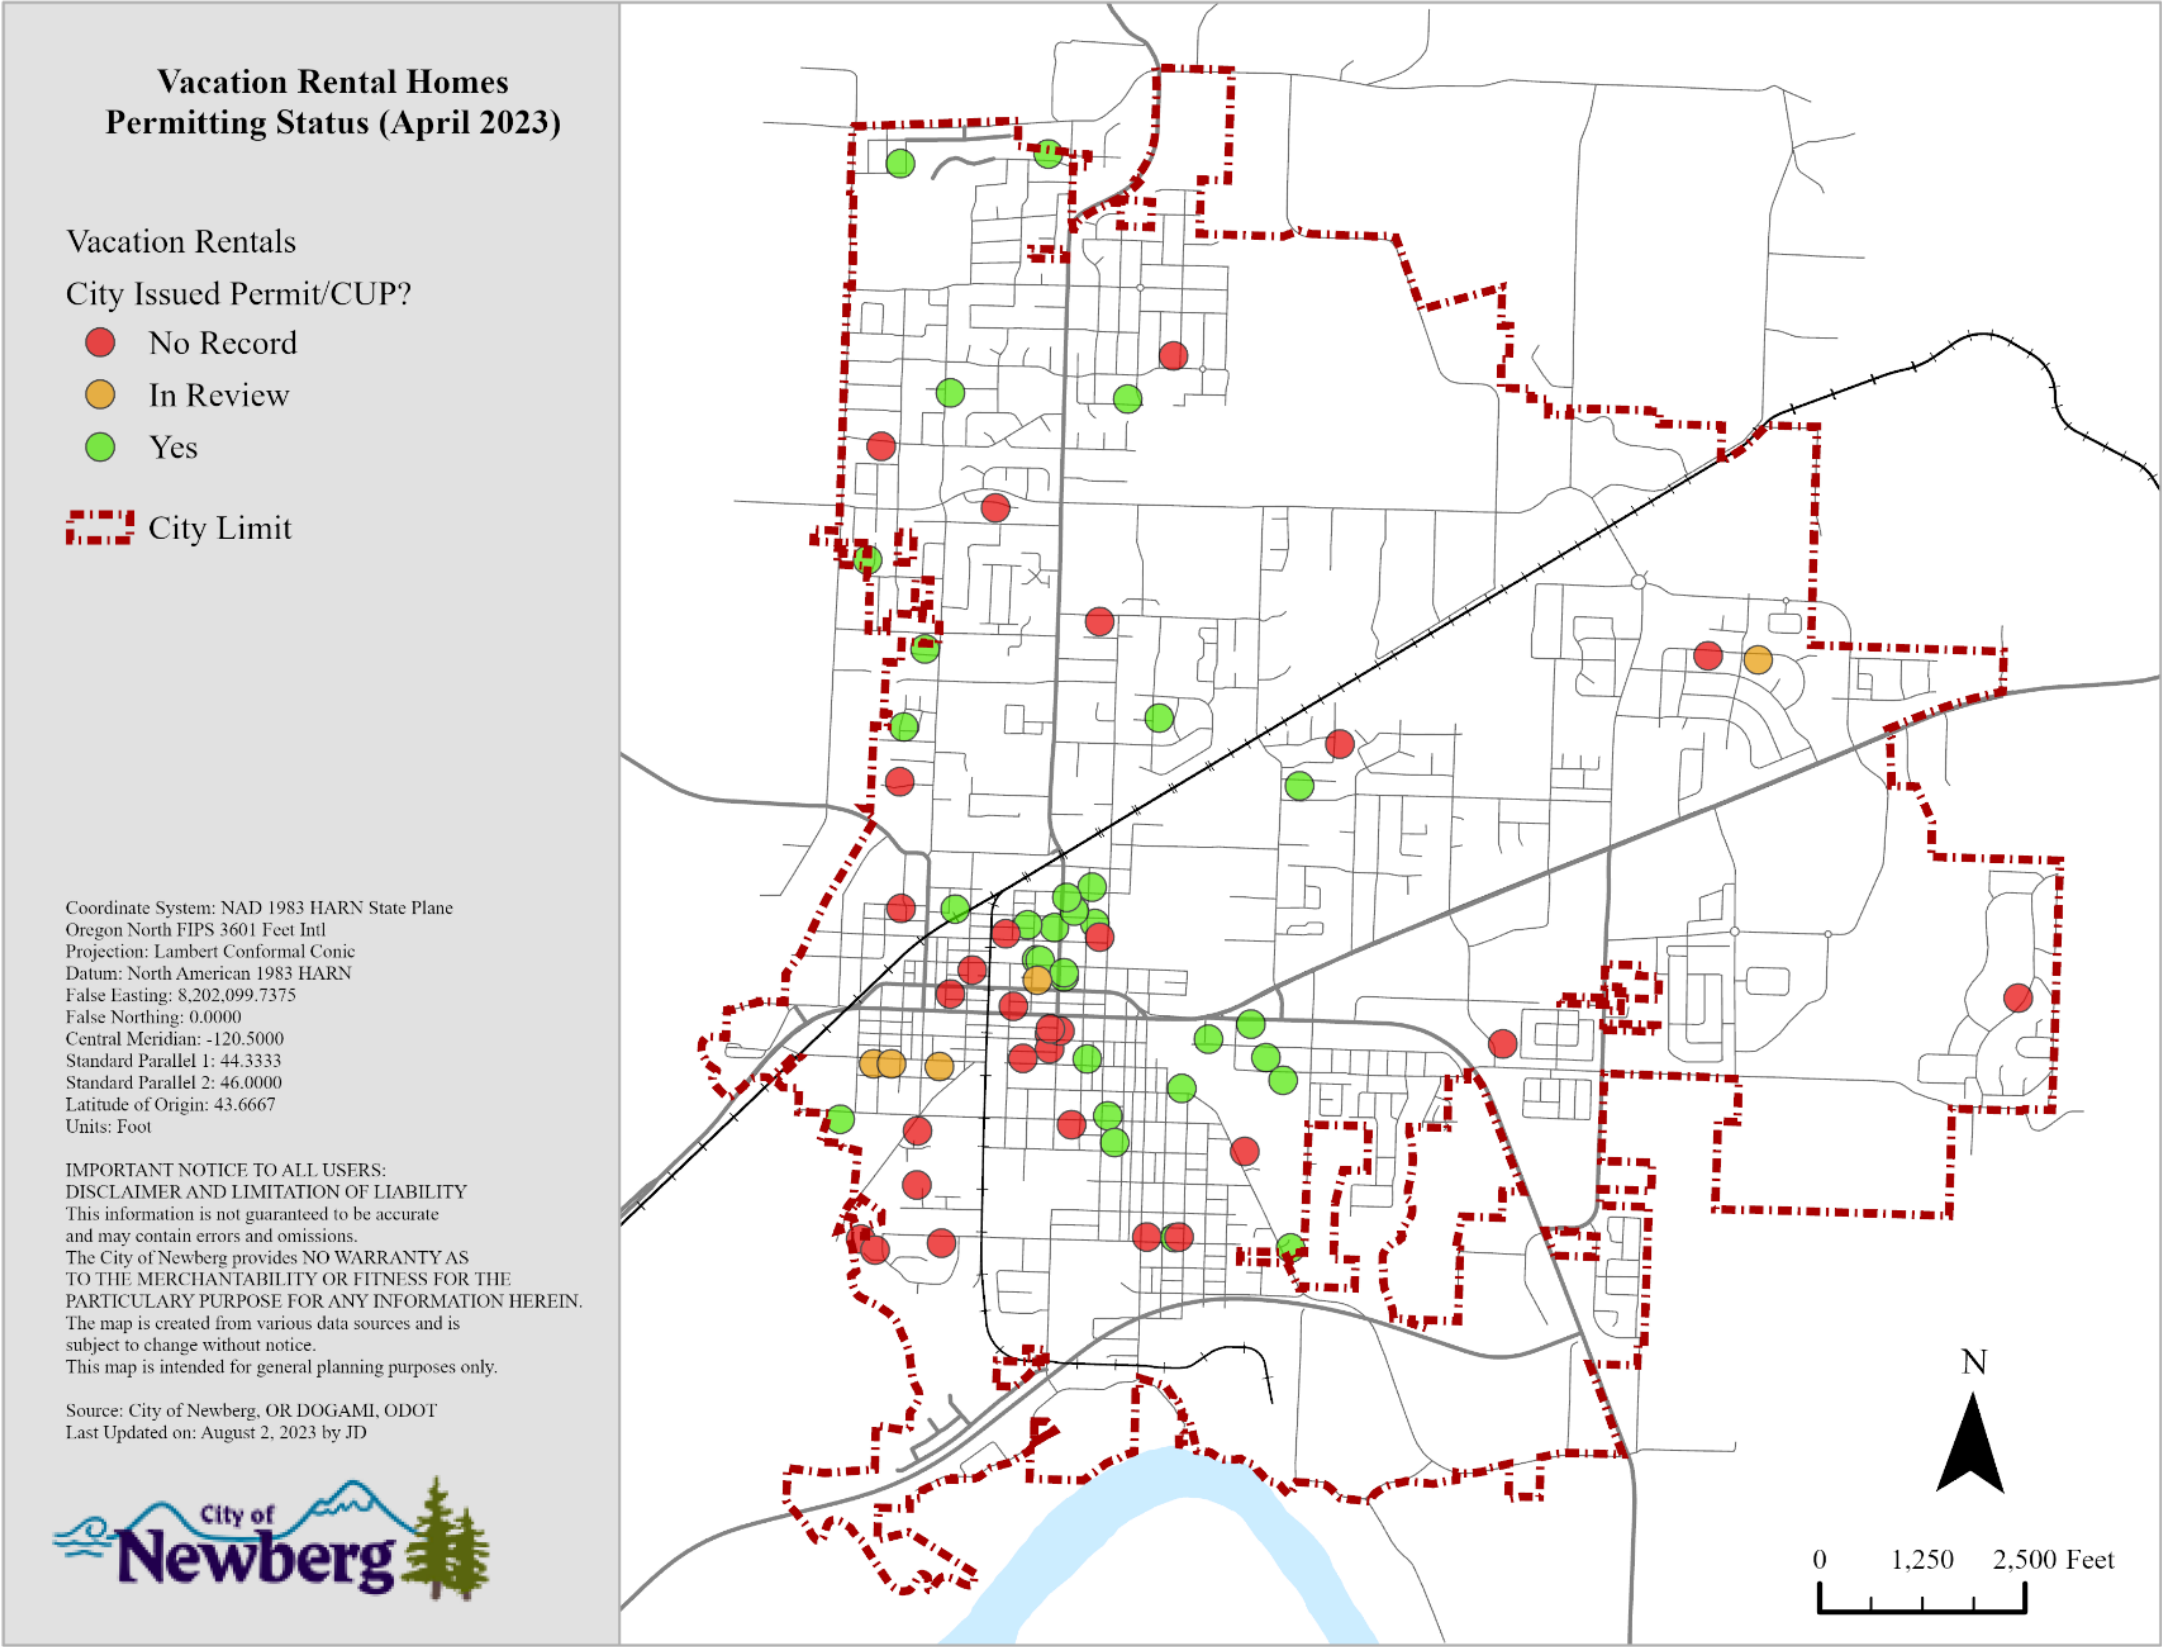 Vacation Rental Homes
Permitting Status (April 2023)
Vacation Rentals
City Issued Permit/CUP?
No Record
In Review
Yes
City Limit
Coordinate System: NAD 1983 HARN State Plane
Oregon North FIPS 3601 Feet Intl
Projection: Lambert Conformal Conic
Datum: North American 1983 HARN
False Easting: 8,202,099.7375
False Northing: 0.0000
Central Meridian: -120.5000
Standard Parallel 1: 44.3333
Standard Parallel 2: 46.0000
Latitude of Origin: 43.6667
Units: Foot
IMPORTANT NOTICE TO ALL USERS:
DISCLAIMER AND LIMITATION OF LIABILITY
This information is not guaranteed to be accurate
and may contain errors and omissions.
The City of Newberg provides NO WARRANTY AS
TO THE MERCHANTABILITY OR FITNESS FOR THE
PARTICULARY PURPOSE FOR ANY INFORMATION HEREIN.
The map is created from various data sources and is
subject to change without notice.
This map is intended for general planning purposes only.
Source: City of Newberg, OR DOGAMI, ODOT
Last Updated on: August 2, 2023 by JD
City of
Newberg
N
0 1,250 2,500 Feet